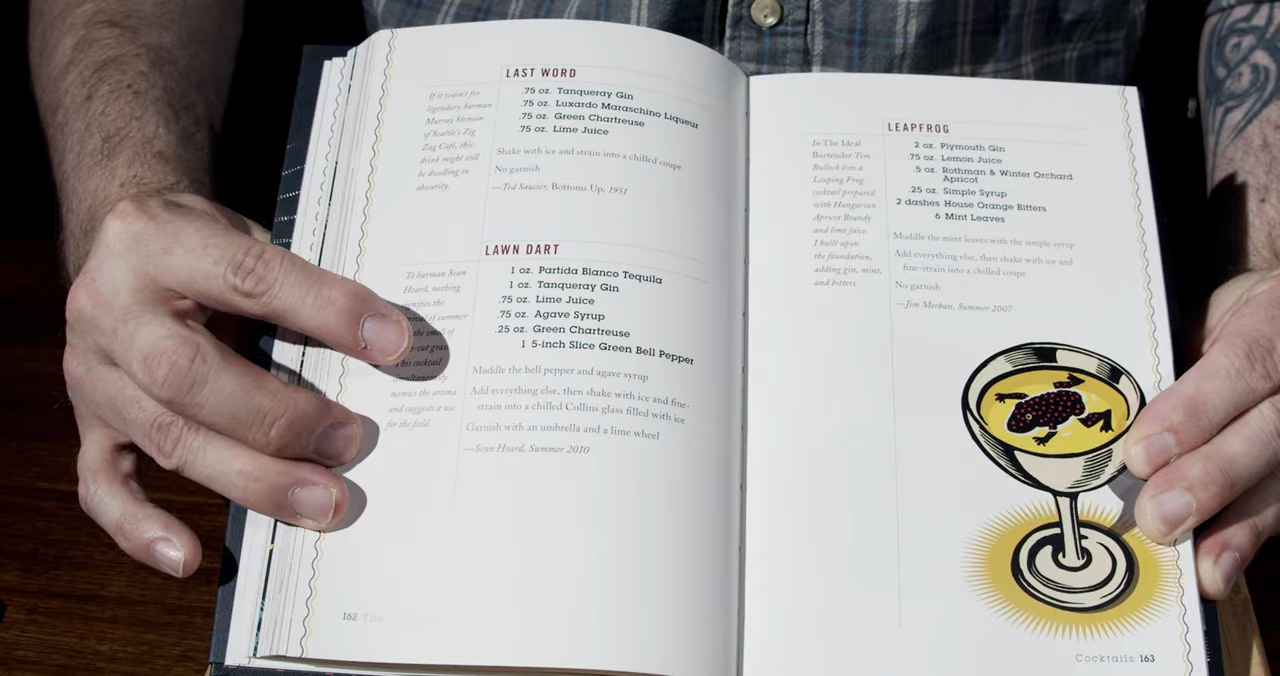 LAST WORD
If it wasn't for
legendary barman
Murray Stenson
of Seattle's Zig
Zag Café, this
drink might still
be dwelling in
obscurity.
.75 oz. Tanqueray Gin
.75 oz. Luxardo Maraschino Liqueur
.75 oz. Green Chartreuse
.75 oz. Lime Juice
Shake with ice and strain into a chilled coupe
No garnish
—Ted Saucier, Bottoms Up, 1951
LAWN DART
To barman Sean
Hoard, nothing
of summer
the smell of
This cocktail
simultaneously
mimics the aroma
and suggests a use
for the field.
1 oz. Partida Blanco Tequila
1 oz. Tanqueray Gin
.75 oz. Lime Juice
.75 oz. Agave Syrup
.25 oz. Green Chartreuse
1 5-inch Slice Green Bell Pepper
Muddle the bell pepper and agave syrup
Add everything else, then shake with ice and fine-
strain into a chilled Collins glass filled with ice
Garnish with an umbrella and a lime wheel
—Sean Hoard, Summer 2010
162 The
LEAPFROG
In The Ideal
Bartender Tom
Bullock lists a
Leaping Frog
cocktail prepared
with Hungarian
Apricot Brandy
and lime juice.
I built upon
the foundation,
adding gin, mint,
and bitters
2 oz. Plymouth Gin
.75 oz. Lemon Juice
.5 oz. Rothman & Winter Orchard
Apricot
.25 oz. Simple Syrup
2 dashes House Orange Bitters
6 Mint Leaves
Muddle the mint leaves with the simple syrup
Add everything else, then shake with ice and
fine-strain into a chilled coupe
No garnish
—Jim Meehan, Summer 2007
Cocktails 163